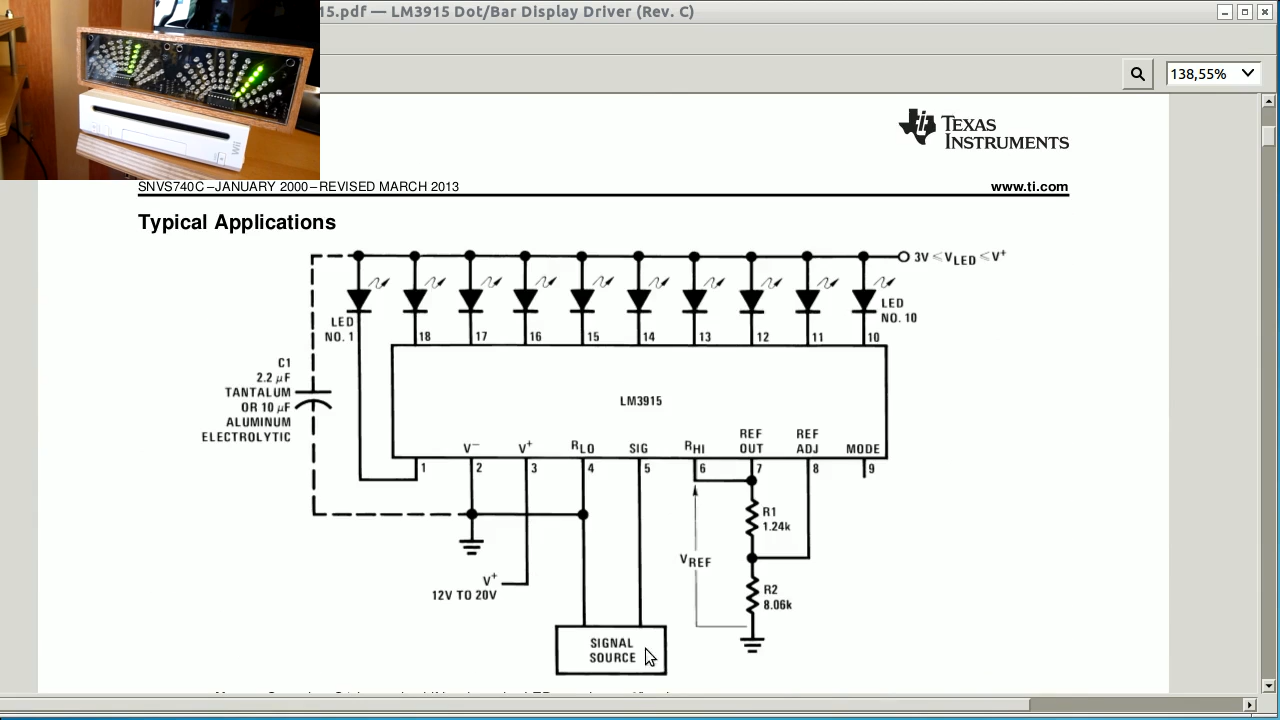 15.pdf — LM3915 Dot/Bar Display Driver (Rev. C)
138,55%
Wii
TEXAS
INSTRUMENTS
SNVS740C –JANUARY 2000–REVISED MARCH 2013
www.ti.com
Typical Applications
3V ≤ VLED ≤ V+
LED
NO. 1
LED
NO. 10
18
17
16
15
14
13
12
11
10
C1
2.2 µF
TANTALUM
OR 10 µF
ALUMINUM
ELECTROLYTIC
LM3915
V−
V+
RLO
SIG
RHI
REF
OUT
REF
ADJ
MODE
1
2
3
4
5
6
7
8
9
R1
1.24k
VREF
V+
12V TO 20V
R2
8.06k
SIGNAL
SOURCE